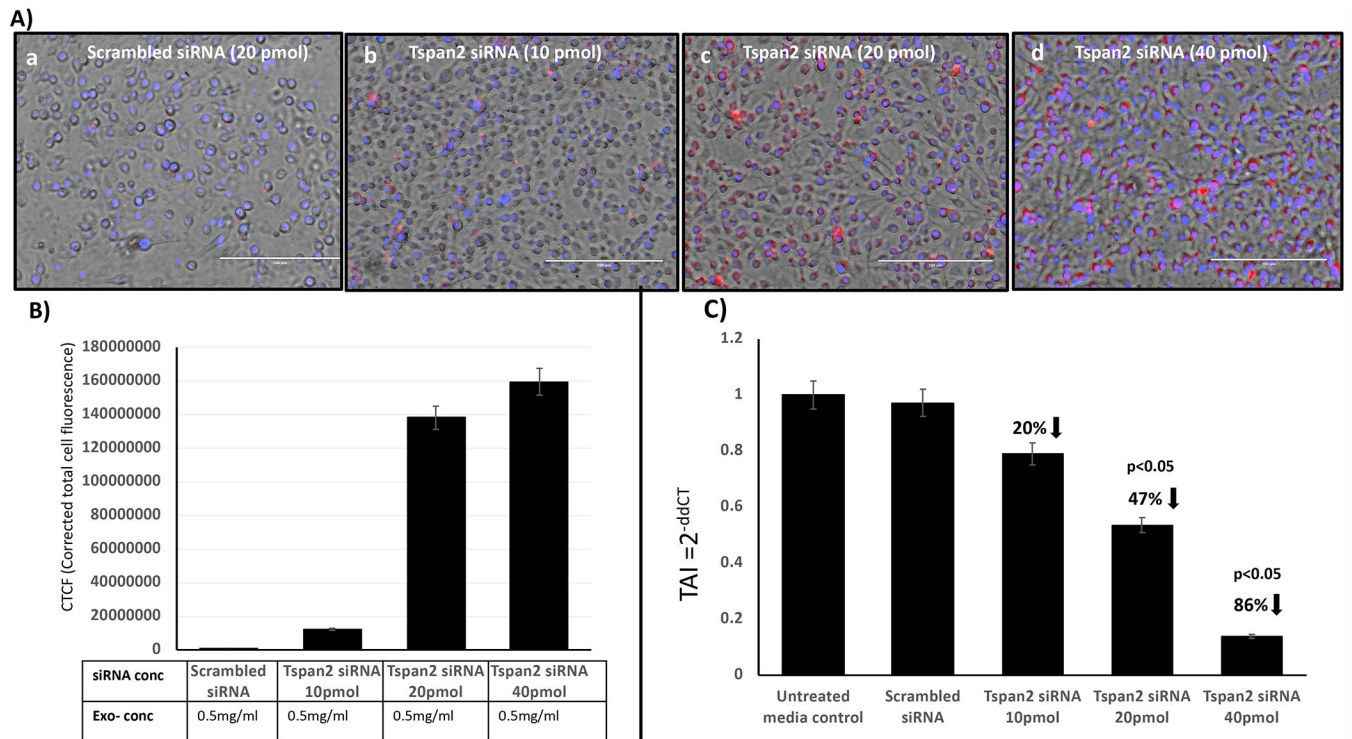 A)
a
Scrambled siRNA (20 pmol)
b
Tspan2 siRNA (10 pmol)
c
Tspan2 siRNA (20 pmol)
d
Tspan2 siRNA (40 pmol)
B)
CTCF (Corrected total cell fluorescence)
180000000
160000000
140000000
120000000
100000000
80000000
60000000
40000000
20000000
0
siRNA conc
Scrambled
siRNA
Tspan2 siRNA
10pmol
Tspan2 siRNA
20pmol
Tspan2 siRNA
40pmol
Exo- conc
0.5mg/ml
0.5mg/ml
0.5mg/ml
0.5mg/ml
C)
TAI =2-ddCT
1.2
1
0.8
0.6
0.4
0.2
0
20%
p<0.05
47%
p<0.05
86%
Untreated
media control
Scrambled
siRNA
Tspan2 siRNA
10pmol
Tspan2 siRNA
20pmol
Tspan2 siRNA
40pmol